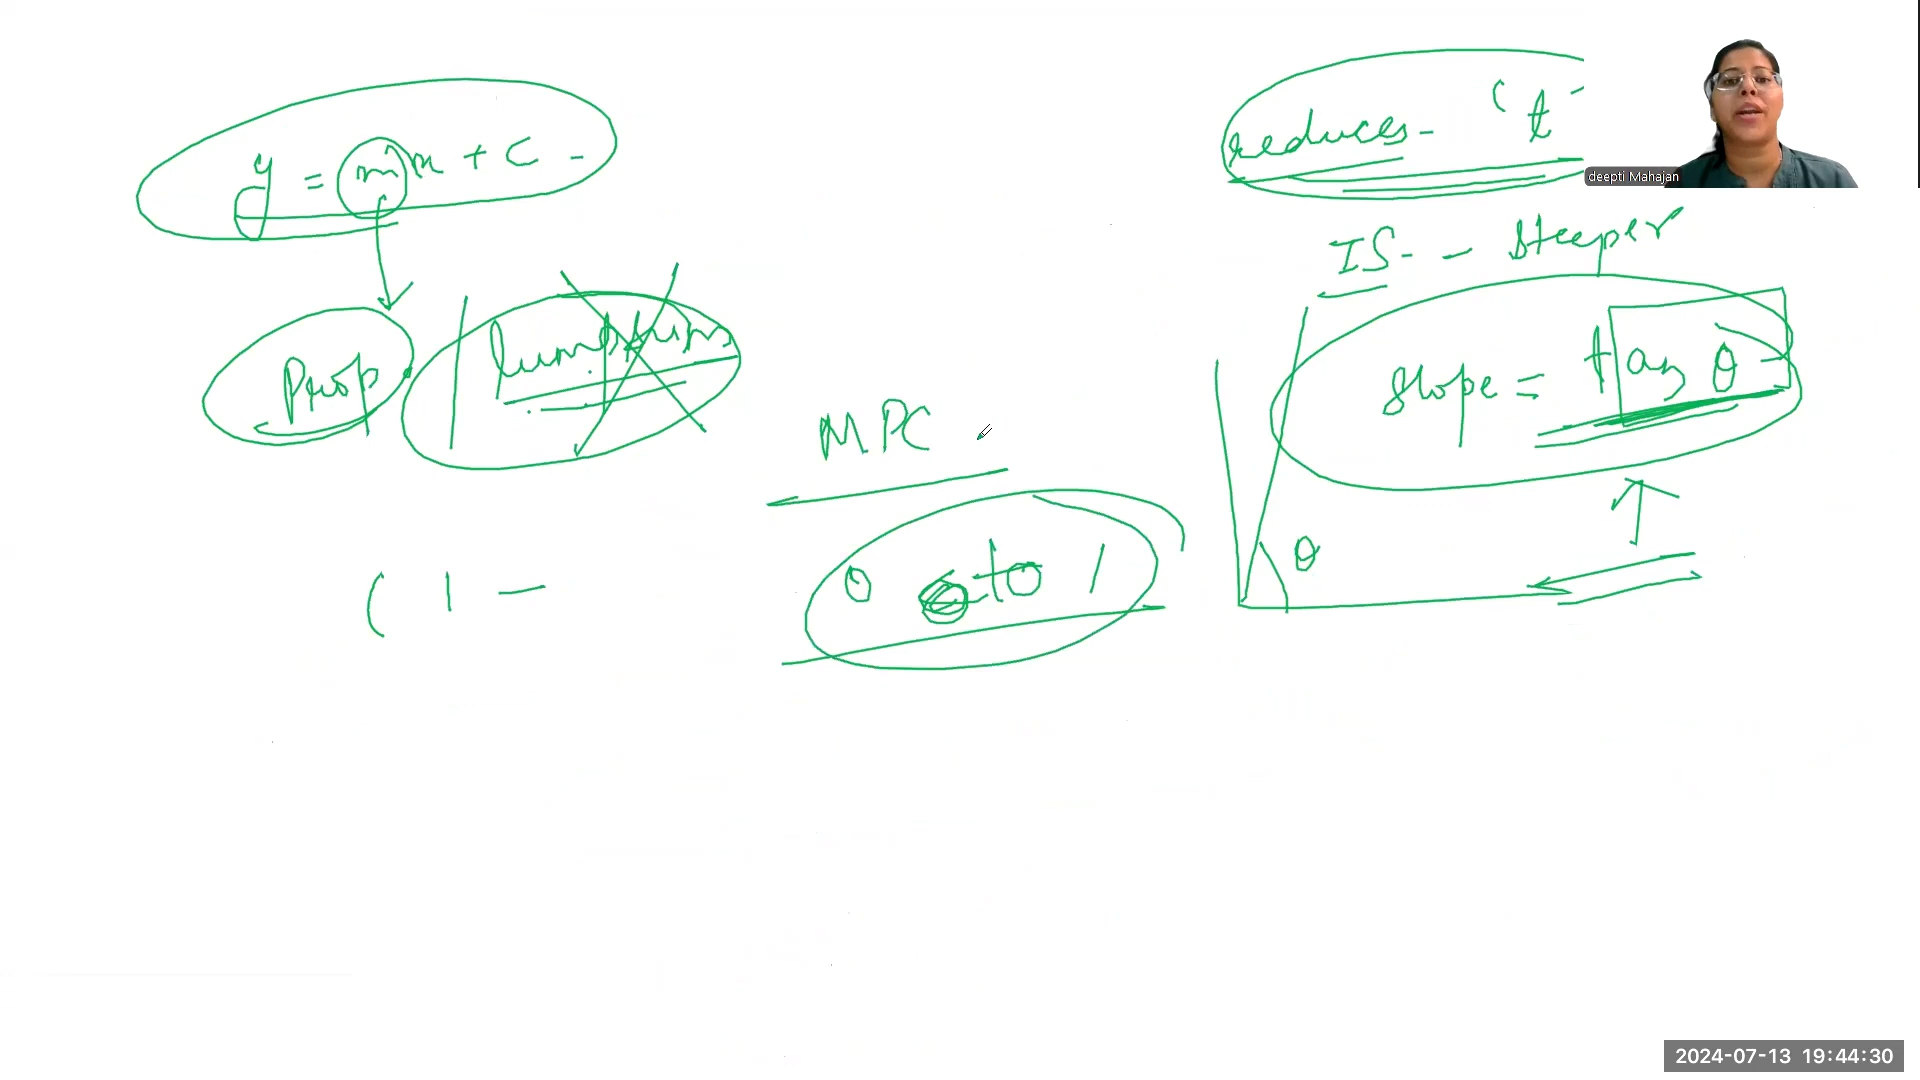 y = mx + c -
Prop. | lumpsum
MPC
0 to 1
( 1 -
reduces - ( t -
IS - - Steeper
slope = tan θ -
θ
deepti Mahajan
2024-07-13 19:44:30